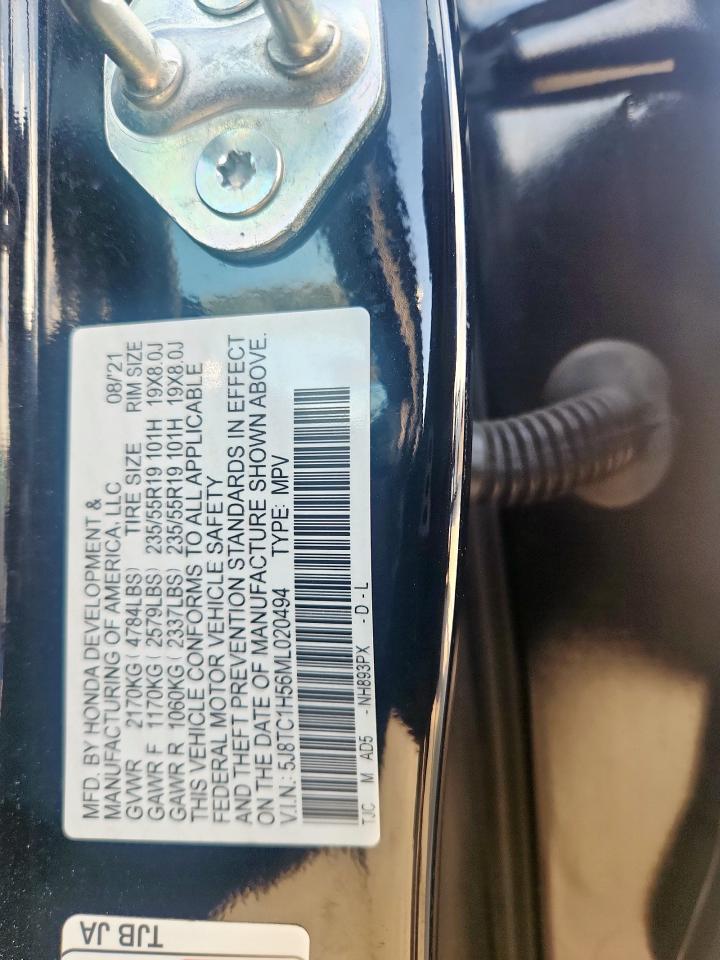 MFD. BY HONDA DEVELOPMENT &
MANUFACTURING OF AMERICA, LLC 08/21
GVWR 2170KG ( 4784LBS) TIRE SIZE RIM SIZE
GAWR F 1170KG ( 2579LBS) 235/55R19 101H 19X8.0J
GAWR R 1060KG ( 2337LBS) 235/55R19 101H 19X8.0J
THIS VEHICLE CONFORMS TO ALL APPLICABLE
FEDERAL MOTOR VEHICLE SAFETY
AND THEFT PREVENTION STANDARDS IN EFFECT
ON THE DATE OF MANUFACTURE SHOWN ABOVE.
V.I.N.: 5J8TC1H56ML020494 TYPE: MPV
TJC M AD5 -NH893PX -D-L
TJB JA